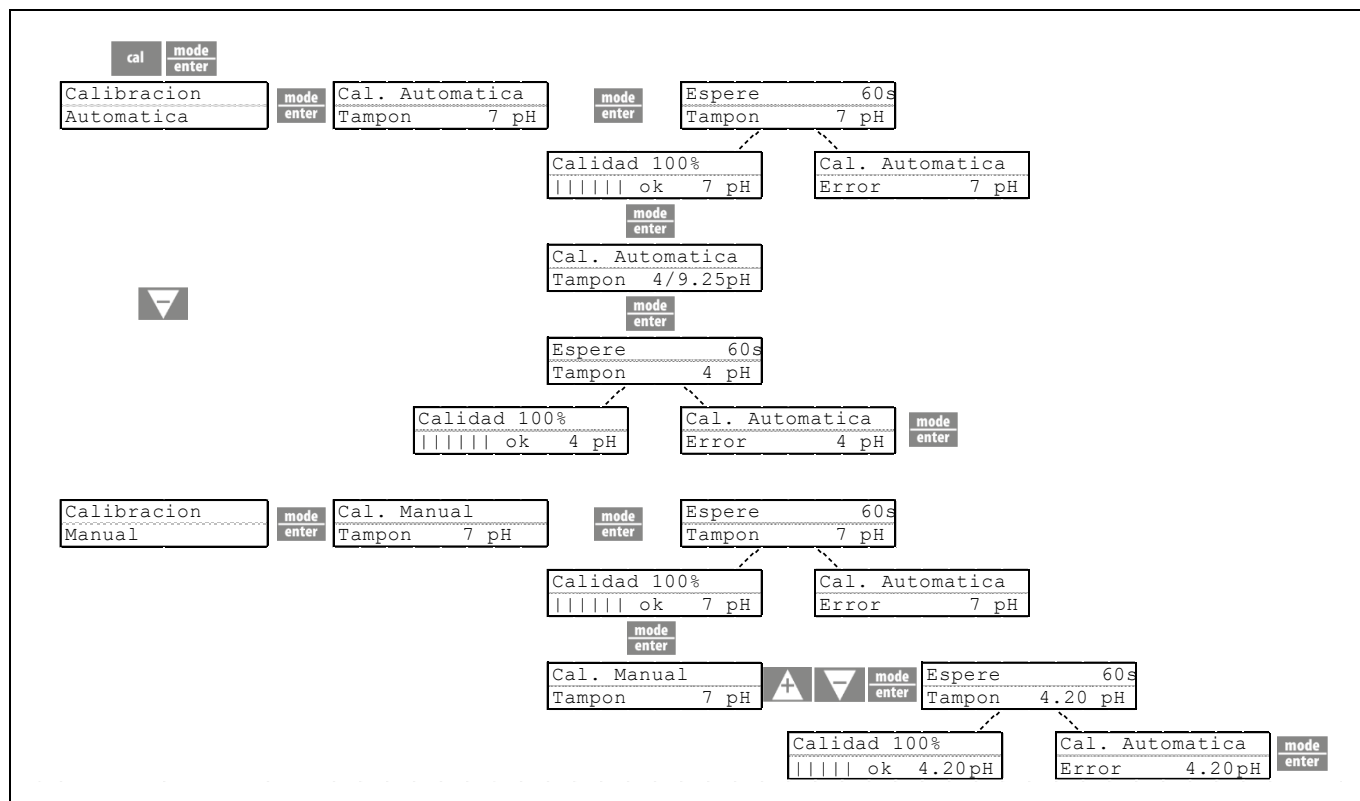 cal mode
enter
Calibracion
Automatica
mode
enter
Cal. Automatica
Tampon 7 pH
mode
enter
Espere 60s
Tampon 7 pH
Calidad 100%
|||||| ok 7 pH
Cal. Automatica
Error 7 pH
mode
enter
Cal. Automatica
Tampon 4/9.25pH
mode
enter
Espere 60s
Tampon 4 pH
Calidad 100%
|||||| ok 4 pH
Cal. Automatica
Error 4 pH
mode
enter
Calibracion
Manual
mode
enter
Cal. Manual
Tampon 7 pH
mode
enter
Espere 60s
Tampon 7 pH
Calidad 100%
|||||| ok 7 pH
Cal. Automatica
Error 7 pH
mode
enter
Cal. Manual
Tampon 7 pH
mode
enter
Espere 60s
Tampon 4.20 pH
Calidad 100%
||||| ok 4.20pH
Cal. Automatica
Error 4.20pH
mode
enter